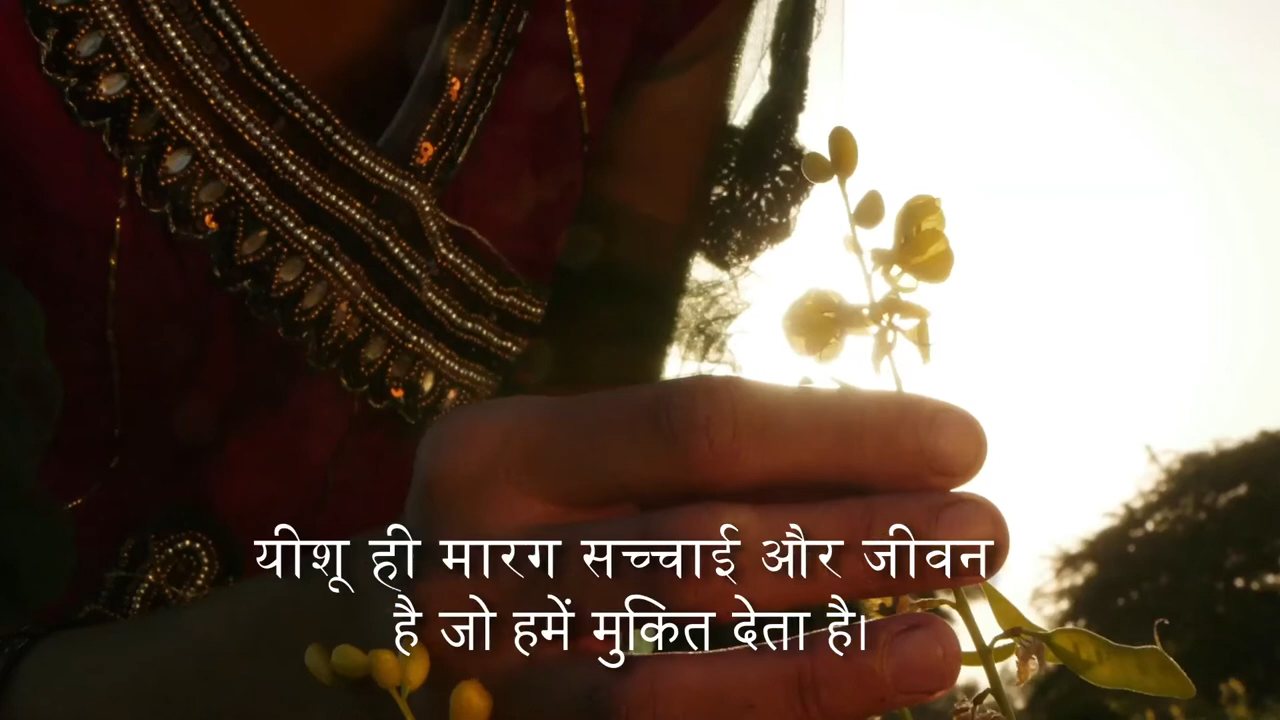 यीशू ही मारग सच्चाई और जीवन
है जो हमें मुकित देता है।